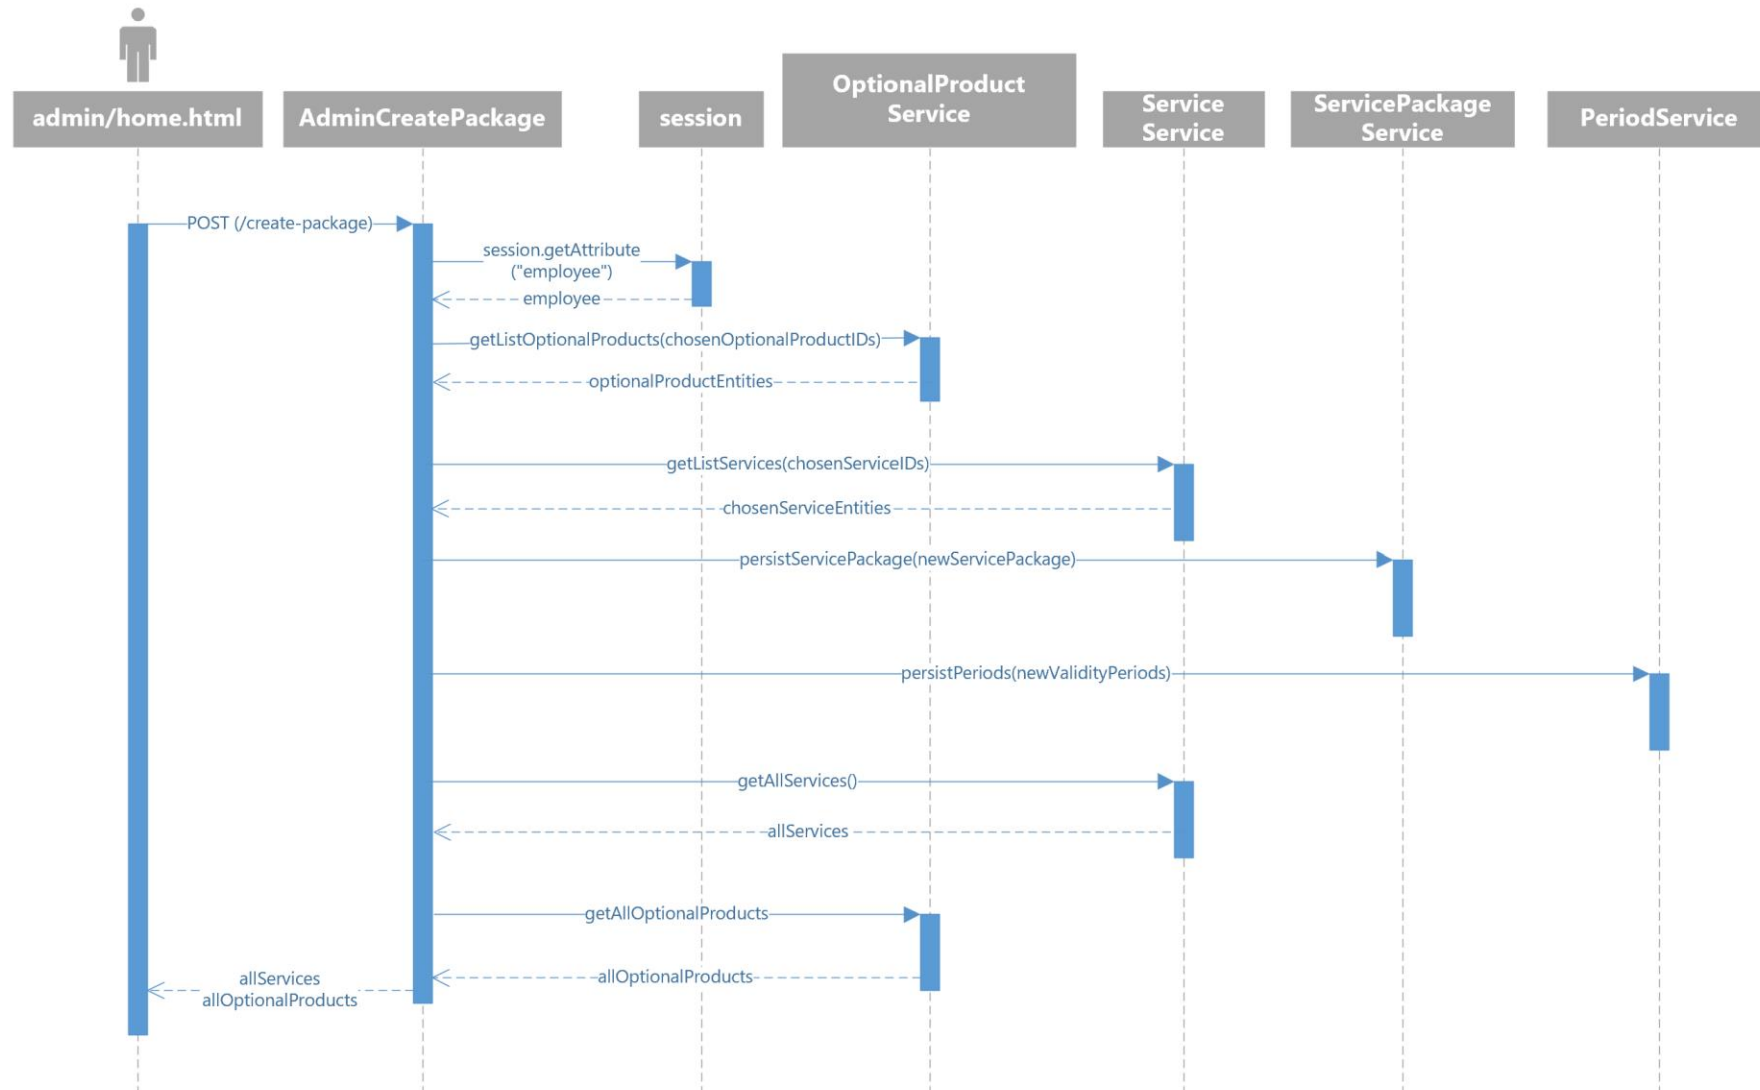 admin/home.html
AdminCreatePackage
session
OptionalProduct
Service
Service
Service
ServicePackage
Service
PeriodService
POST (/create-package)
session.getAttribute
("employee")
employee
getListOptionalProducts(chosenOptionalProductIDs)
optionalProductEntities
getListServices(chosenServiceIDs)
chosenServiceEntities
persistServicePackage(newServicePackage)
persistPeriods(newValidityPeriods)
getAllServices()
allServices
getAllOptionalProducts
allOptionalProducts
allServices
allOptionalProducts